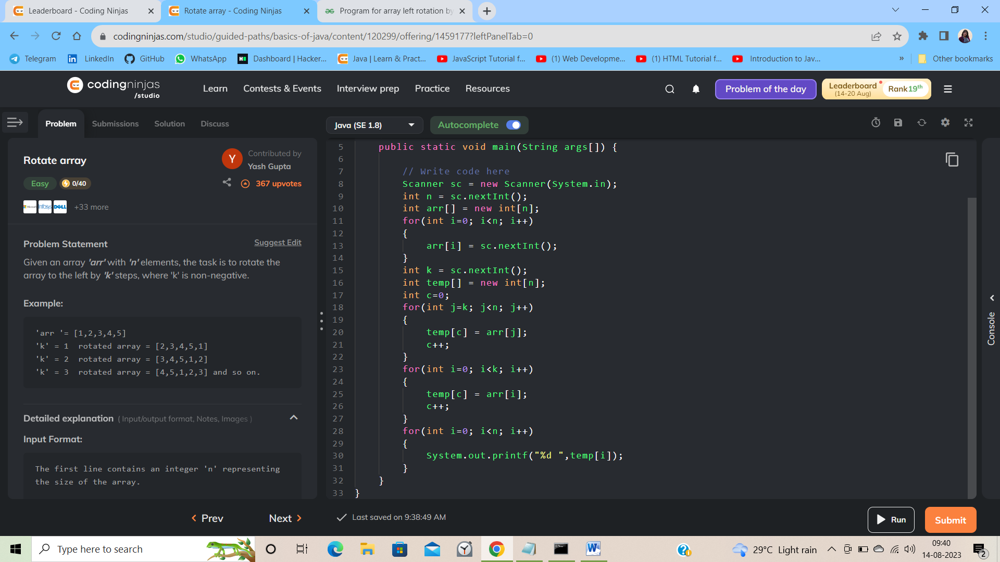 Leaderboard - Coding Ninjas
Rotate array - Coding Ninjas
Program for array left rotation by
codingninjas.com/studio/guided-paths/basics-of-java/content/120299/offering/1459177?leftPanelTab=0
Telegram
LinkedIn
GitHub
WhatsApp
Dashboard | Hacker...
Java | Learn & Pract...
JavaScript Tutorial f...
(1) Web Developme...
(1) HTML Tutorial f...
Introduction to Jav...
»
Other bookmarks
codingninjas
/studio
Learn
Contests & Events
Interview prep
Practice
Resources
Problem of the day
Leaderboard
(14-20 Aug)
Rank 19th
Problem
Submissions
Solution
Discuss
Java (SE 1.8)
Autocomplete
Rotate array
Y
Contributed by
Yash Gupta
Easy
0/40
367 upvotes
Microsoft
Infosys
DELL
+33 more
Problem Statement
Suggest Edit
Given an array 'arr' with 'n' elements, the task is to rotate the
array to the left by 'k' steps, where 'k' is non-negative.
Example:
'arr '= [1,2,3,4,5]
'k' = 1  rotated array = [2,3,4,5,1]
'k' = 2  rotated array = [3,4,5,1,2]
'k' = 3  rotated array = [4,5,1,2,3] and so on.
Detailed explanation ( Input/output format, Notes, Images )
Input Format:
The first line contains an integer 'n' representing
the size of the array.
Prev
Next
5 public static void main(String args[]) {
6
7 // Write code here
8 Scanner sc = new Scanner(System.in);
9 int n = sc.nextInt();
10 int arr[] = new int[n];
11 for(int i=0; i<n; i++)
12 {
13 arr[i] = sc.nextInt();
14 }
15 int k = sc.nextInt();
16 int temp[] = new int[n];
17 int c=0;
18 for(int j=k; j<n; j++)
19 {
20 temp[c] = arr[j];
21 c++;
22 }
23 for(int i=0; i<k; i++)
24 {
25 temp[c] = arr[i];
26 c++;
27 }
28 for(int i=0; i<n; i++)
29 {
30 System.out.printf("%d ",temp[i]);
31 }
32 }
33 }
Console
Last saved on 9:38:49 AM
Run
Submit
Type here to search
29°C Light rain
09:40
14-08-2023
2